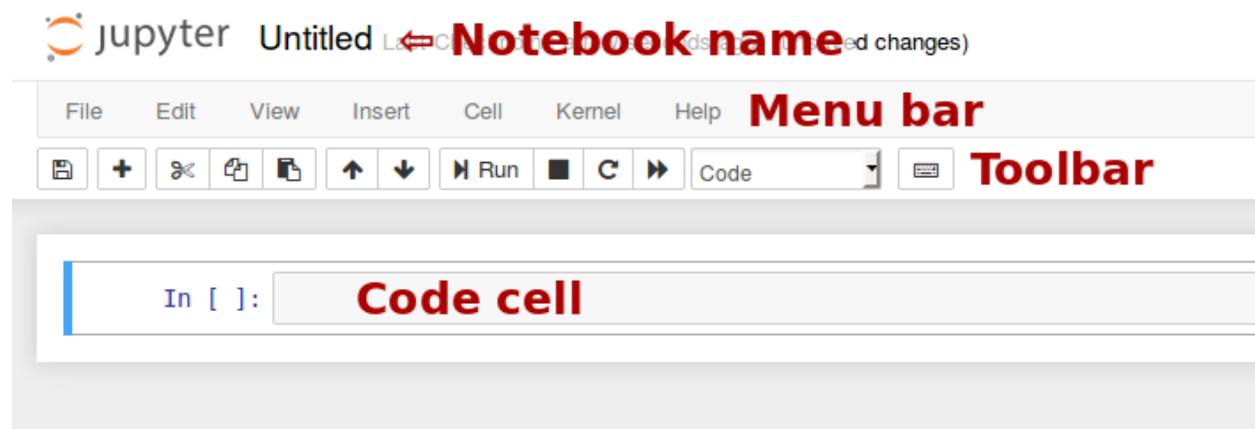 jupyter Untitled ⇐ Notebook name d changes)
File Edit View Insert Cell Kernel Help Menu bar
Run Code Toolbar
In [ ]: Code cell